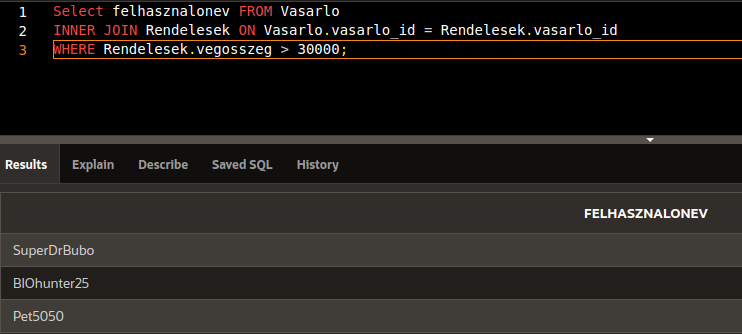 1 Select felhasznalonev FROM Vasarlo
2 INNER JOIN Rendelesek ON Vasarlo.vasarlo_id = Rendelesek.vasarlo_id
3 WHERE Rendelesek.vegosszeg > 30000;
Results Explain Describe Saved SQL History
FELHASZNALONEV
SuperDrBubo
BIOhunter25
Pet5050